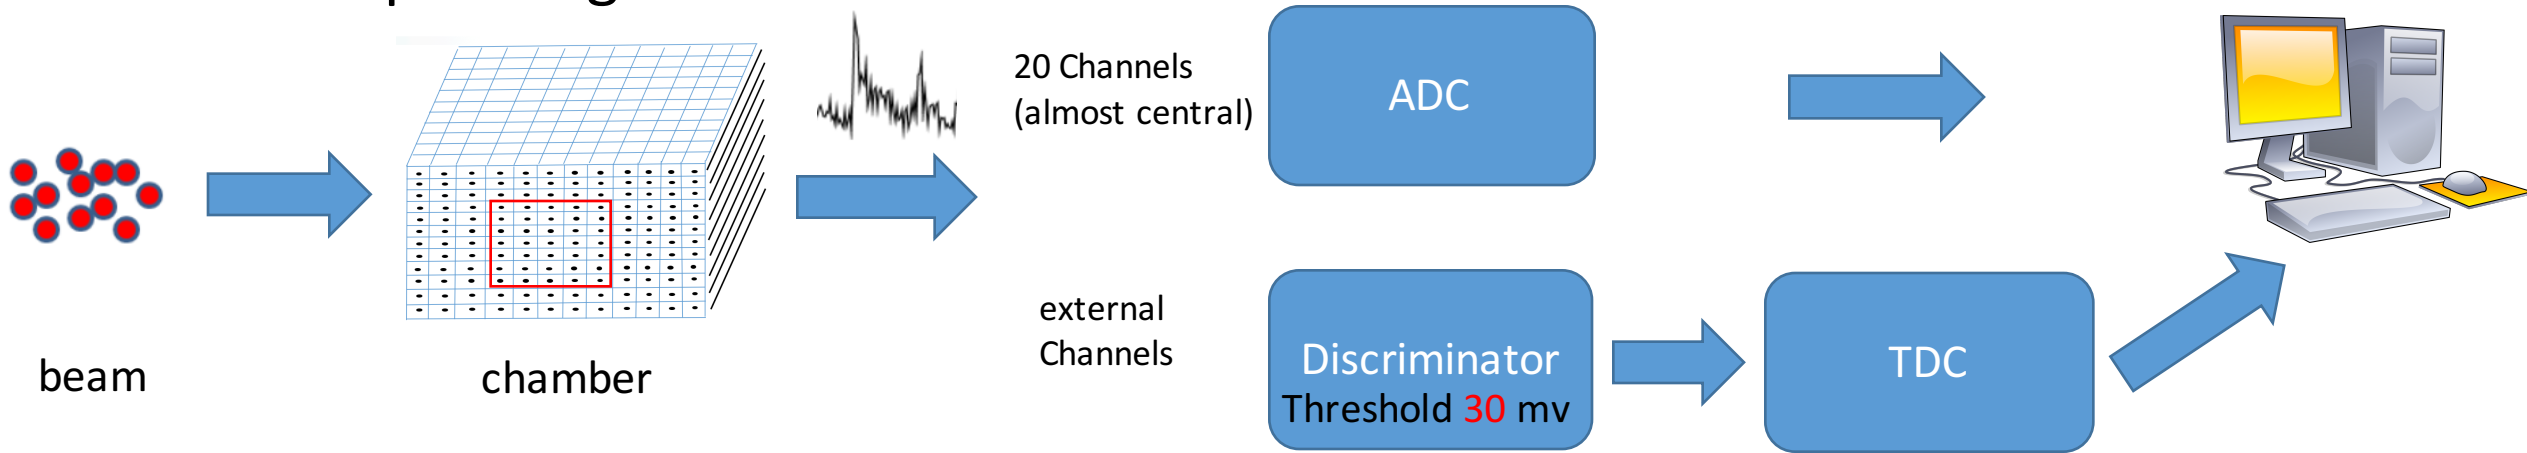 beam
chamber
20 Channels
(almost central)
ADC
external
Channels
Discriminator
Threshold 30 mv
TDC